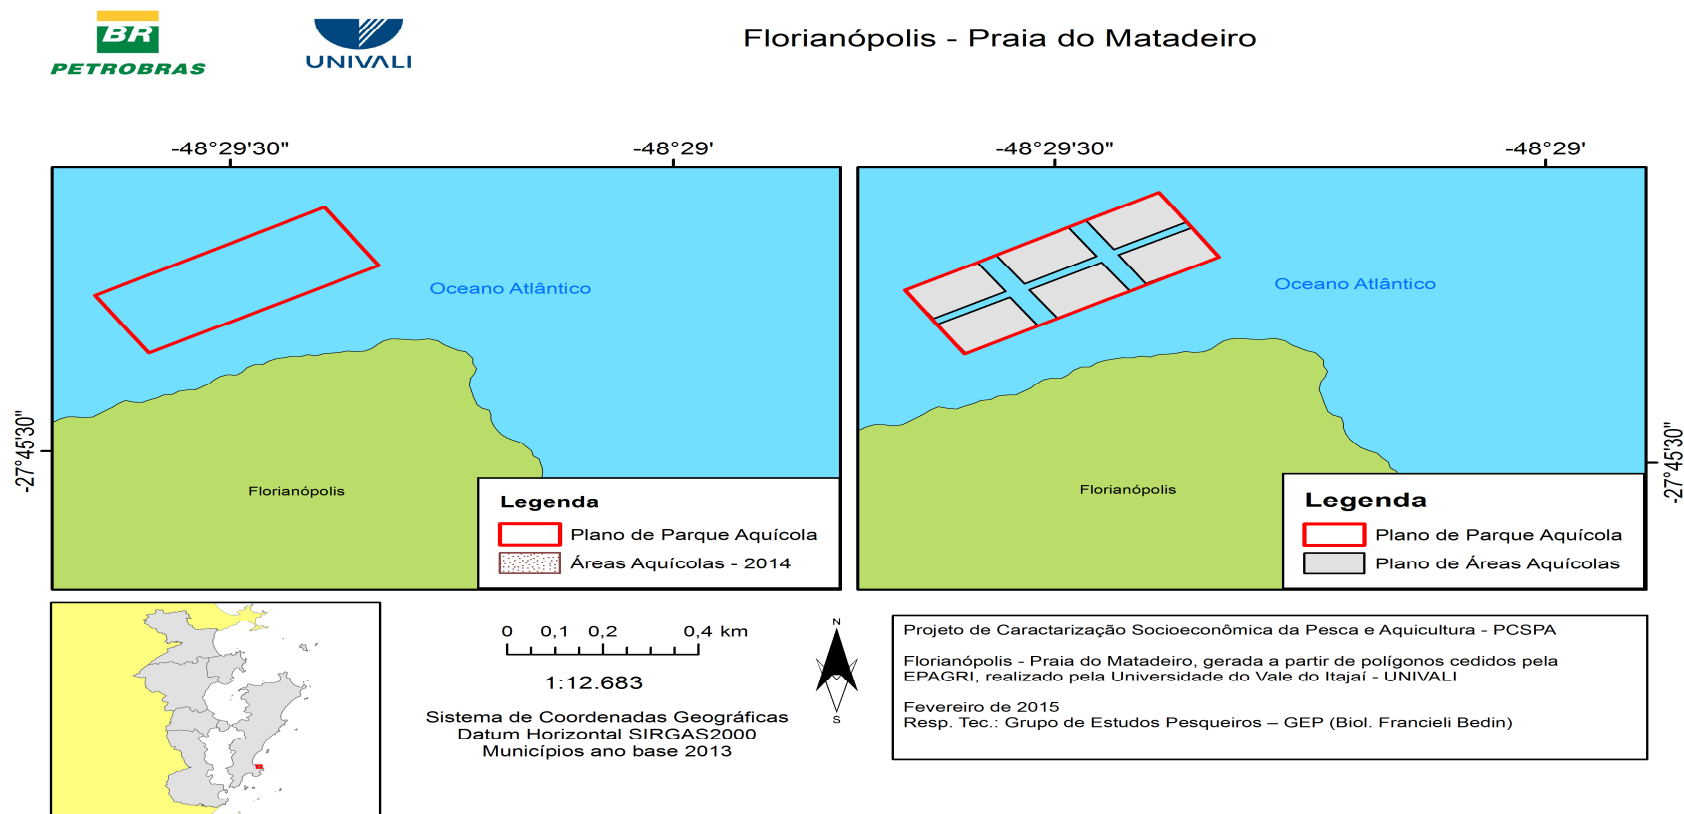 BR
PETROBRAS
UNIVALI
Florianópolis - Praia do Matadeiro
-48°29'30"
-48°29'
-48°29'30"
-48°29'
-27°45'30"
Oceano Atlântico
Florianópolis
Legenda
Plano de Parque Aquícola
Áreas Aquícolas - 2014
Oceano Atlântico
Florianópolis
Legenda
Plano de Parque Aquícola
Plano de Áreas Aquícolas
-27°45'30"
0 0,1 0,2 0,4 km
1:12.683
Sistema de Coordenadas Geográficas
Datum Horizontal SIRGAS2000
Municípios ano base 2013
N
S
Projeto de Caractarização Socioeconômica da Pesca e Aquicultura - PCSPA
Florianópolis - Praia do Matadeiro, gerada a partir de polígonos cedidos pela
EPAGRI, realizado pela Universidade do Vale do Itajaí - UNIVALI
Fevereiro de 2015
Resp. Tec.: Grupo de Estudos Pesqueiros – GEP (Biol. Francieli Bedin)